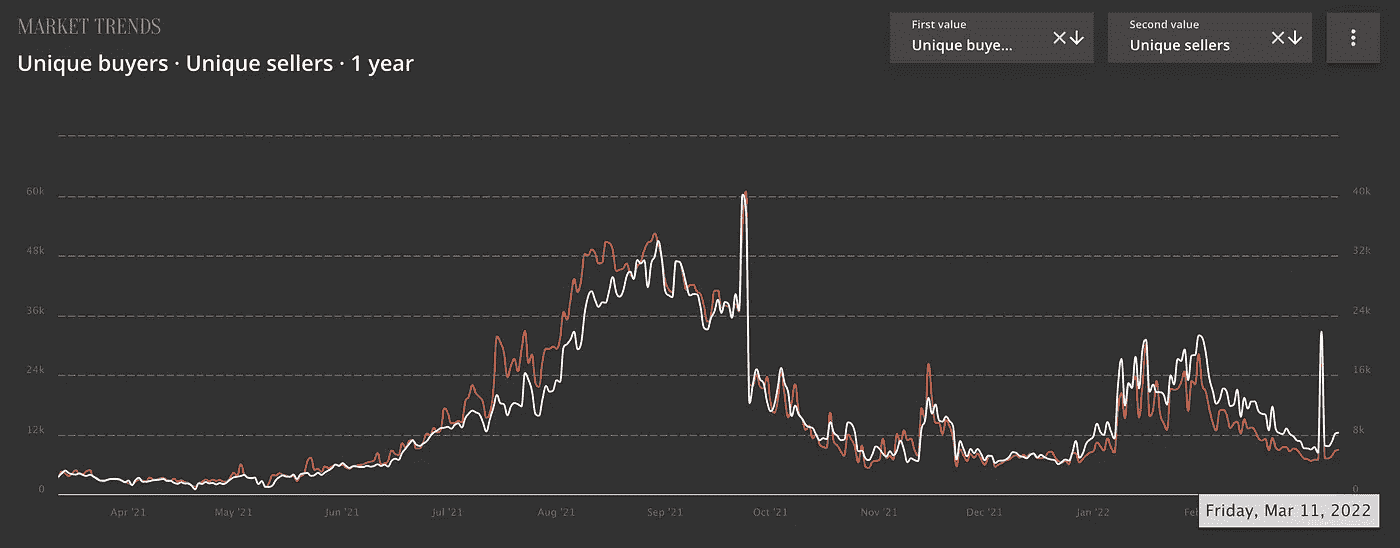 MARKET TRENDS
Unique buyers · Unique sellers · 1 year
First value
Unique buye...
Second value
Unique sellers
60k
48k
36k
24k
12k
0
40k
32k
24k
16k
8k
0
Apr '21
May '21
Jun '21
Jul '21
Aug '21
Sep '21
Oct '21
Nov '21
Dec '21
Jan '22
Friday, Mar 11, 2022